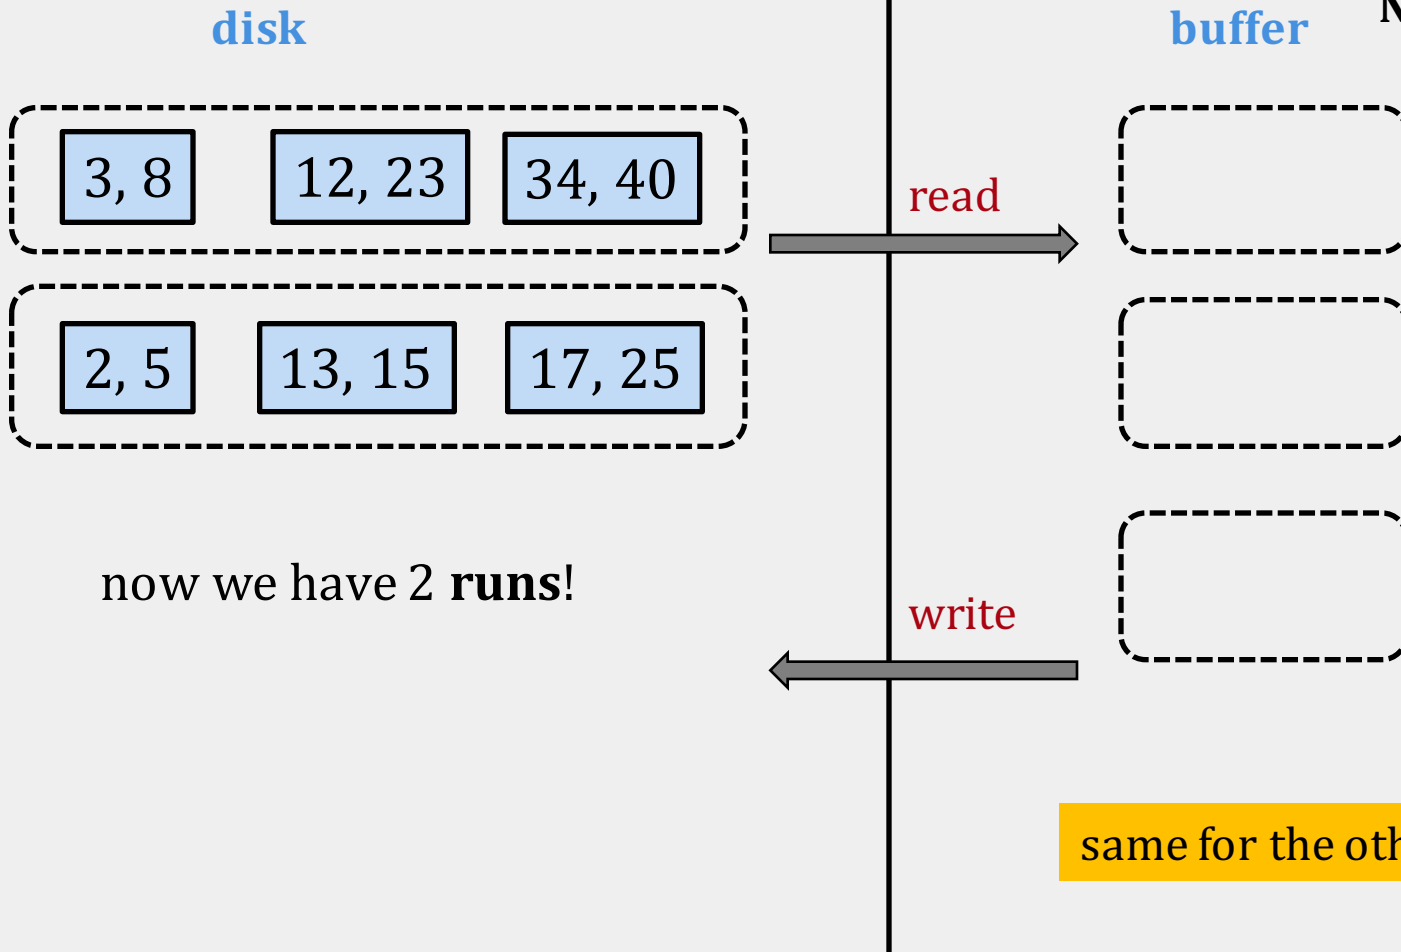 disk
buffer
3, 8
12, 23
34, 40
read
2, 5
13, 15
17, 25
now we have 2 runs!
write
same for the